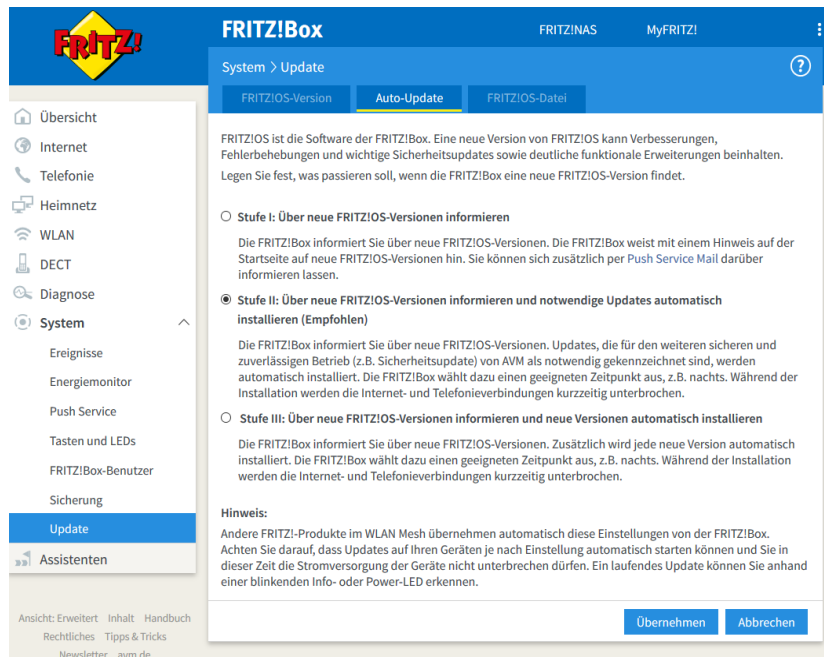 FRITZ!
FRITZ!Box
FRITZ!NAS
MyFRITZ!
System > Update
FRITZ!OS-Version
Auto-Update
FRITZ!OS-Datei
Übersicht
Internet
Telefonie
Heimnetz
WLAN
DECT
Diagnose
System
Ereignisse
Energiemonitor
Push Service
Tasten und LEDs
FRITZ!Box-Benutzer
Sicherung
Update
Assistenten
Ansicht: Erweitert Inhalt Handbuch
Rechtliches Tipps & Tricks
Newsletter avm.de
FRITZ!OS ist die Software der FRITZ!Box. Eine neue Version von FRITZ!OS kann Verbesserungen,
Fehlerbehebungen und wichtige Sicherheitsupdates sowie deutliche funktionale Erweiterungen beinhalten.
Legen Sie fest, was passieren soll, wenn die FRITZ!Box eine neue FRITZ!OS-Version findet.
Stufe I: Über neue FRITZ!OS-Versionen informieren
Die FRITZ!Box informiert Sie über neue FRITZ!OS-Versionen. Die FRITZ!Box weist mit einem Hinweis auf der
Startseite auf neue FRITZ!OS-Versionen hin. Sie können sich zusätzlich per Push Service Mail darüber
informieren lassen.
Stufe II: Über neue FRITZ!OS-Versionen informieren und notwendige Updates automatisch
installieren (Empfohlen)
Die FRITZ!Box informiert Sie über neue FRITZ!OS-Versionen. Updates, die für den weiteren sicheren und
zuverlässigen Betrieb (z.B. Sicherheitsupdate) von AVM als notwendig gekennzeichnet sind, werden
automatisch installiert. Die FRITZ!Box wählt dazu einen geeigneten Zeitpunkt aus, z.B. nachts. Während der
Installation werden die Internet- und Telefonieverbindungen kurzzeitig unterbrochen.
Stufe III: Über neue FRITZ!OS-Versionen informieren und neue Versionen automatisch installieren
Die FRITZ!Box informiert Sie über neue FRITZ!OS-Versionen. Zusätzlich wird jede neue Version automatisch
installiert. Die FRITZ!Box wählt dazu einen geeigneten Zeitpunkt aus, z.B. nachts. Während der Installation
werden die Internet- und Telefonieverbindungen kurzzeitig unterbrochen.
Hinweis:
Andere FRITZ!-Produkte im WLAN Mesh übernehmen automatisch diese Einstellungen von der FRITZ!Box.
Achten Sie darauf, dass Updates auf Ihren Geräten je nach Einstellung automatisch starten können und Sie in
dieser Zeit die Stromversorgung der Geräte nicht unterbrechen dürfen. Ein laufendes Update können Sie anhand
einer blinkenden Info- oder Power-LED erkennen.
Übernehmen
Abbrechen